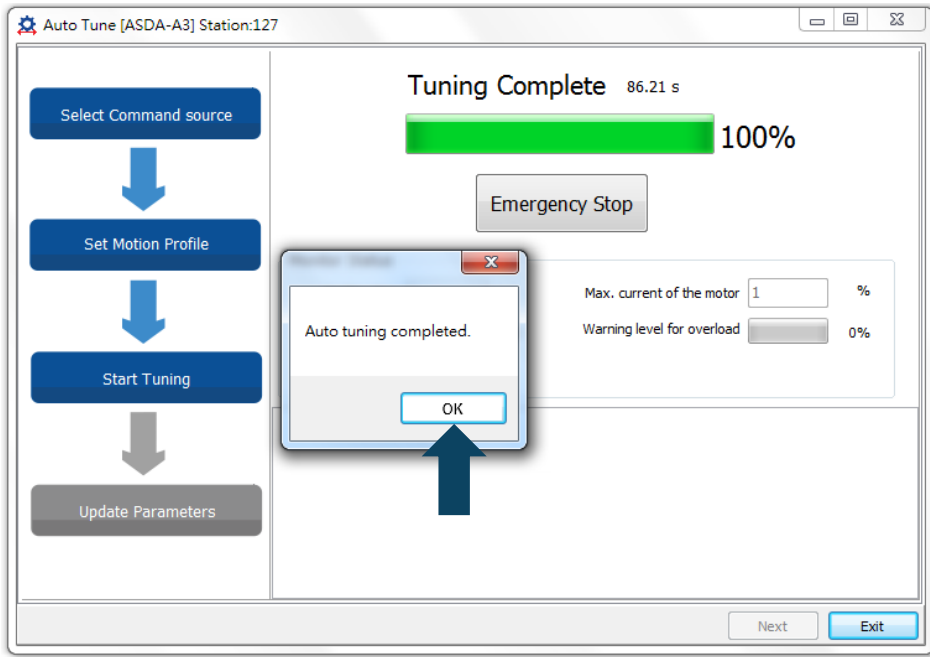 Auto Tune [ASDA-A3] Station:127
Select Command source
Set Motion Profile
Start Tuning
Update Parameters
Tuning Complete 86.21 s
100%
Emergency Stop
Monitor Status
Max. current of the motor 1 %
Warning level for overload 0%
Auto tuning completed.
OK
Next Exit